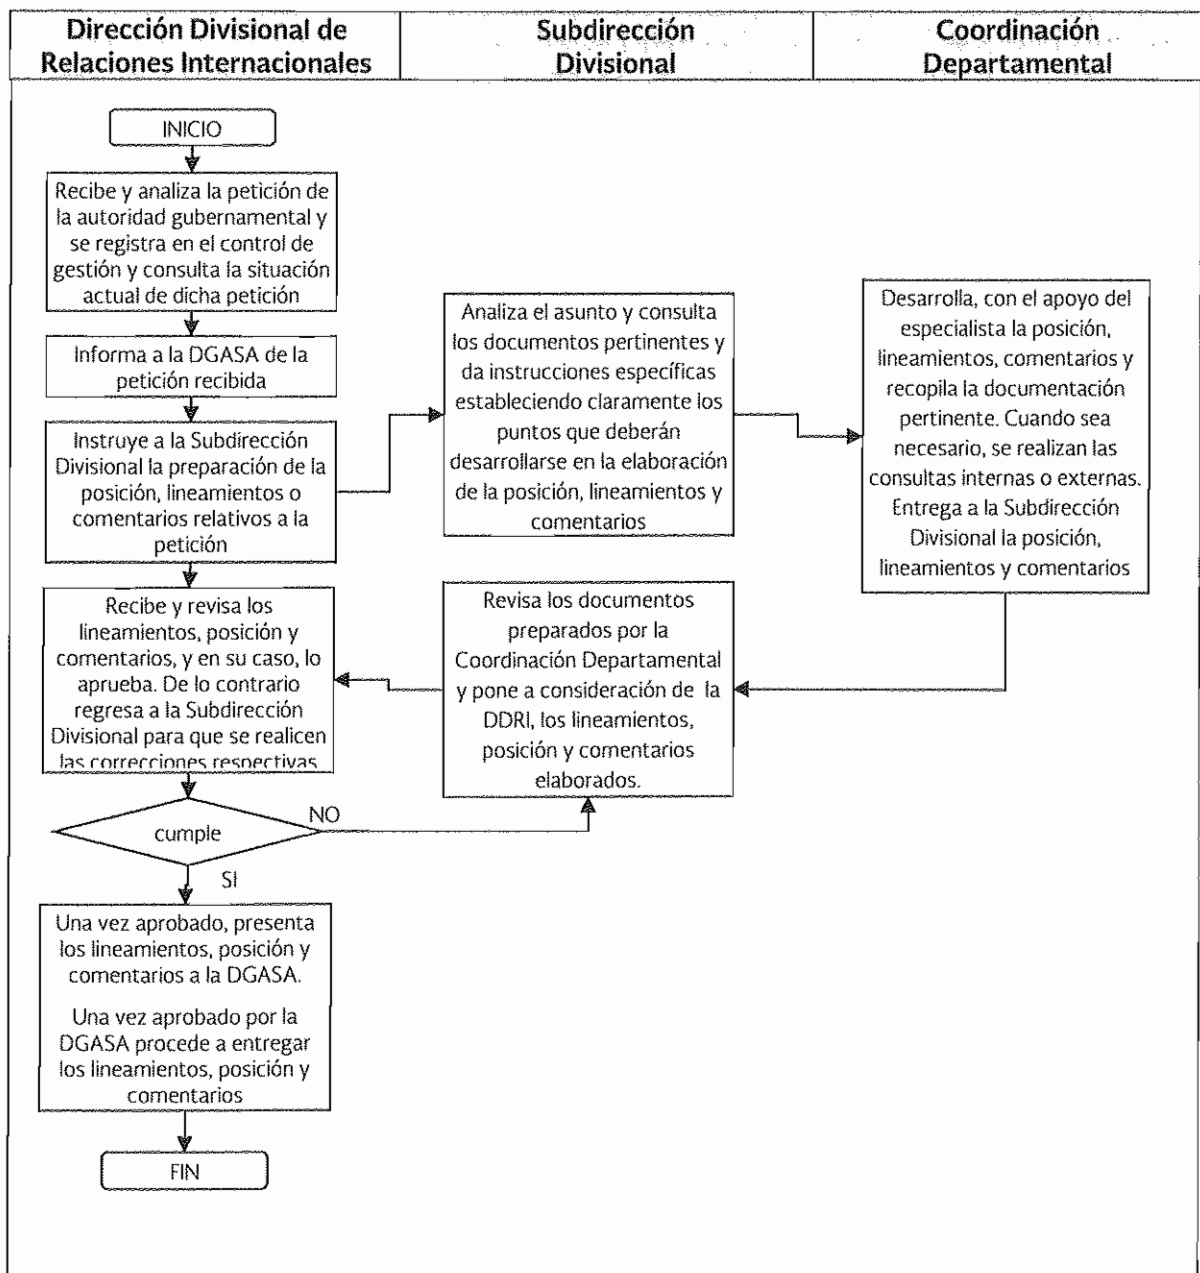 Dirección Divisional de
Relaciones Internacionales
Subdirección
Divisional
Coordinación
Departamental
INICIO
Recibe y analiza la petición de
la autoridad gubernamental y
se registra en el control de
gestión y consulta la situación
actual de dicha petición
Informa a la DGASA de la
petición recibida
Instruye a la Subdirección
Divisional la preparación de la
posición, lineamientos o
comentarios relativos a la
petición
Analiza el asunto y consulta
los documentos pertinentes y
da instrucciones específicas
estableciendo claramente los
puntos que deberán
desarrollarse en la elaboración
de la posición, lineamientos y
comentarios
Desarrolla, con el apoyo del
especialista la posición,
lineamientos, comentarios y
recopila la documentación
pertinente. Cuando sea
necesario, se realizan las
consultas internas o externas.
Entrega a la Subdirección
Divisional la posición,
lineamientos y comentarios
Revisa los documentos
preparados por la
Coordinación Departamental
y pone a consideración de la
DDRI, los lineamientos,
posición y comentarios
elaborados.
Recibe y revisa los
lineamientos, posición y
comentarios, y en su caso, lo
aprueba. De lo contrario
regresa a la Subdirección
Divisional para que se realicen
las correcciones respectivas
cumple
NO
SI
Una vez aprobado, presenta
los lineamientos, posición y
comentarios a la DGASA.
Una vez aprobado por la
DGASA procede a entregar
los lineamientos, posición y
comentarios
FIN